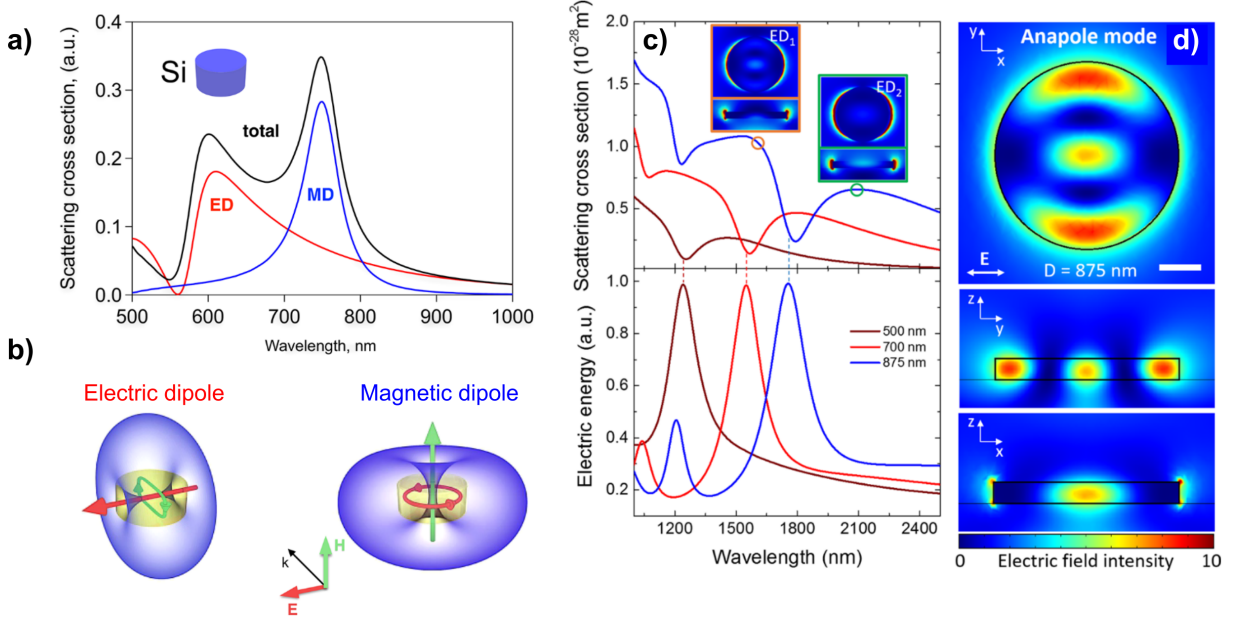 a)
Scattering cross section, (a.u.)
0.4
0.3
0.2
0.1
0.0
Si
total
ED
MD
500
600
700
800
900
1000
Wavelength, nm
b)
Electric dipole
Magnetic dipole
H
k
E
c)
Scattering cross section (10⁻²⁸m²)
2.0
1.5
1.0
0.5
ED₁
ED₂
Electric energy (a.u.)
1.0
0.8
0.6
0.4
0.2
500 nm
700 nm
875 nm
1200
1500
1800
2100
2400
Wavelength (nm)
d)
Anapole mode
y
x
E
D = 875 nm
z
y
z
x
0
Electric field intensity
10